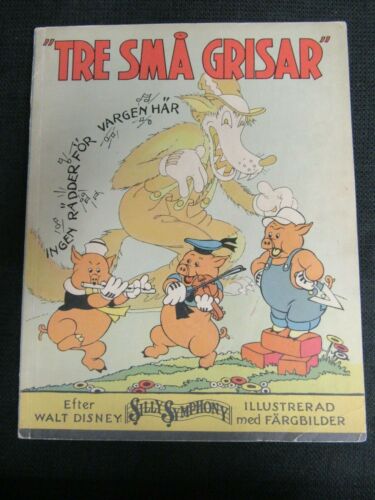 "TRE SMÅ GRISAR"
INGEN RÄDDER FÖR VARGEN HÄR
Efter
WALT DISNEY
SILLY SYMPHONY
ILLUSTRERAD
med FÄRGBILDER